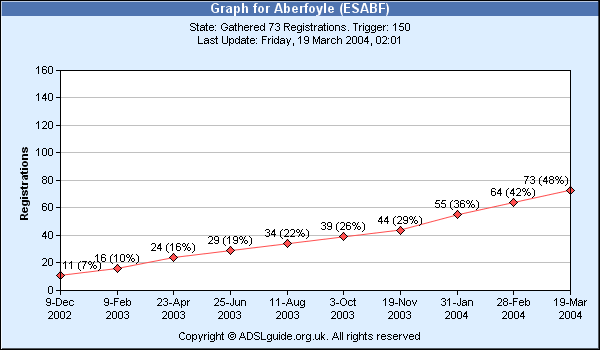 Graph for Aberfoyle (ESABF)
State: Gathered 73 Registrations. Trigger: 150
Last Update: Friday, 19 March 2004, 02:01
160
140
120
100
80
60
40
20
0
Registrations
11 (7%)
16 (10%)
24 (16%)
29 (19%)
34 (22%)
39 (26%)
44 (29%)
55 (36%)
64 (42%)
73 (48%)
9-Dec 2002
9-Feb 2003
23-Apr 2003
25-Jun 2003
11-Aug 2003
3-Oct 2003
19-Nov 2003
31-Jan 2004
28-Feb 2004
19-Mar 2004
Copyright © ADSLguide.org.uk. All rights reserved